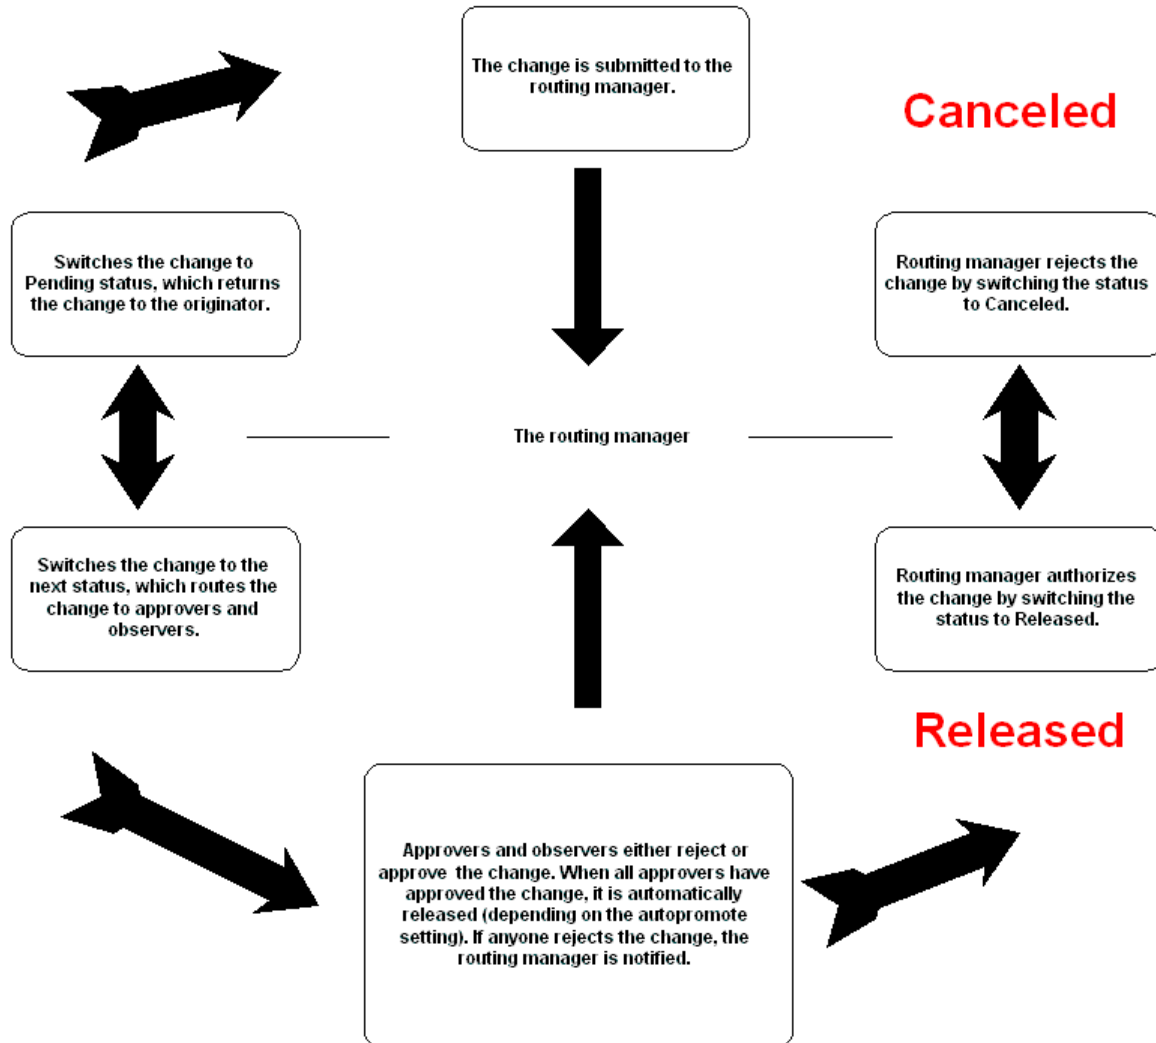 The change is submitted to the
routing manager.
Canceled
Switches the change to
Pending status, which returns
the change to the originator.
Routing manager rejects the
change by switching the status
to Canceled.
The routing manager
Switches the change to the
next status, which routes the
change to approvers and
observers.
Routing manager authorizes
the change by switching the
status to Released.
Released
Approvers and observers either reject or
approve the change. When all approvers have
approved the change, it is automatically
released (depending on the autopromote
setting). If anyone rejects the change, the
routing manager is notified.